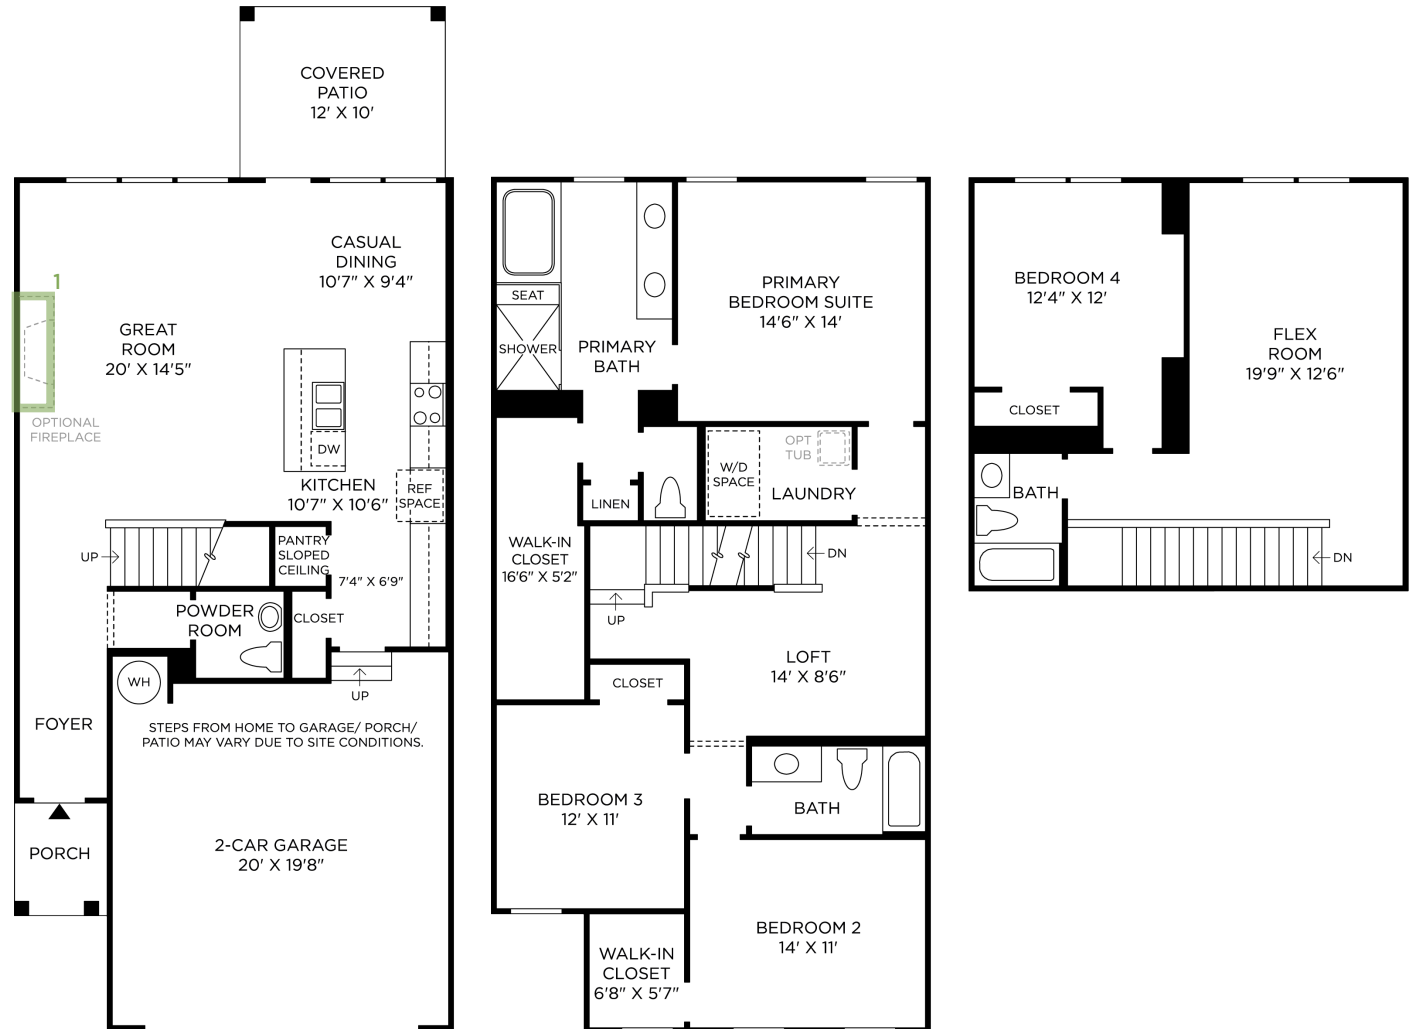 COVERED
PATIO
12' X 10'
CASUAL
DINING
10'7" X 9'4"
1
GREAT
ROOM
20' X 14'5"
OPTIONAL
FIREPLACE
DW
KITCHEN
10'7" X 10'6"
REF
SPACE
UP
PANTRY
SLOPED
CEILING
7'4" X 6'9"
POWDER
ROOM
CLOSET
WH
UP
FOYER
STEPS FROM HOME TO GARAGE/ PORCH/
PATIO MAY VARY DUE TO SITE CONDITIONS.
PORCH
2-CAR GARAGE
20' X 19'8"
SEAT
SHOWER
PRIMARY
BATH
PRIMARY
BEDROOM SUITE
14'6" X 14'
W/D
SPACE
OPT
TUB
LAUNDRY
LINEN
WALK-IN
CLOSET
16'6" X 5'2"
DN
UP
LOFT
14' X 8'6"
CLOSET
BEDROOM 3
12' X 11'
BATH
BEDROOM 2
14' X 11'
WALK-IN
CLOSET
6'8" X 5'7"
BEDROOM 4
12'4" X 12'
CLOSET
FLEX
ROOM
19'9" X 12'6"
BATH
DN